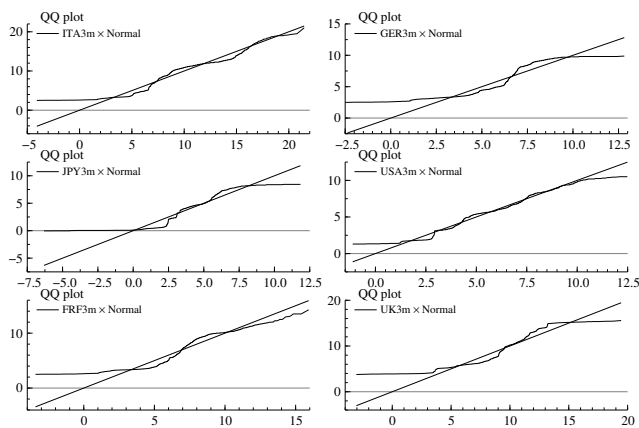 QQ plot
ITA3m × Normal
20
10
0
−5 0 5 10 15 20
QQ plot
GER3m × Normal
15
10
5
0
−2.5 0.0 2.5 5.0 7.5 10.0 12.5
QQ plot
JPY3m × Normal
10
5
0
−5
−7.5 −5.0 −2.5 0.0 2.5 5.0 7.5 10.0 12.5
QQ plot
USA3m × Normal
10
5
0
0.0 2.5 5.0 7.5 10.0 12.5
QQ plot
FRF3m × Normal
10
0
0 5 10 15
QQ plot
UK3m × Normal
20
10
0
0 5 10 15 20